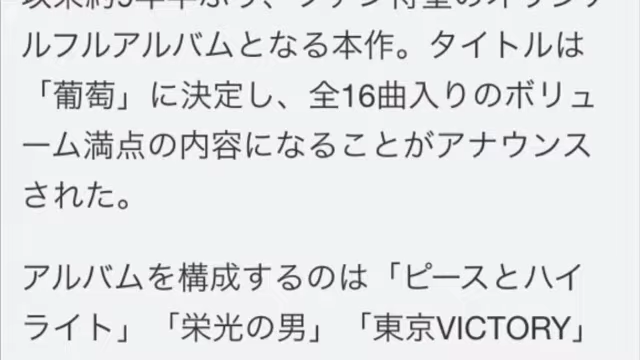 ルフルアルバムとなる本作。タイトルは
「葡萄」に決定し、全16曲入りのボリュ
ーム満点の内容になることがアナウンス
された。
アルバムを構成するのは「ピースとハイ
ライト」「栄光の男」「東京VICTORY」